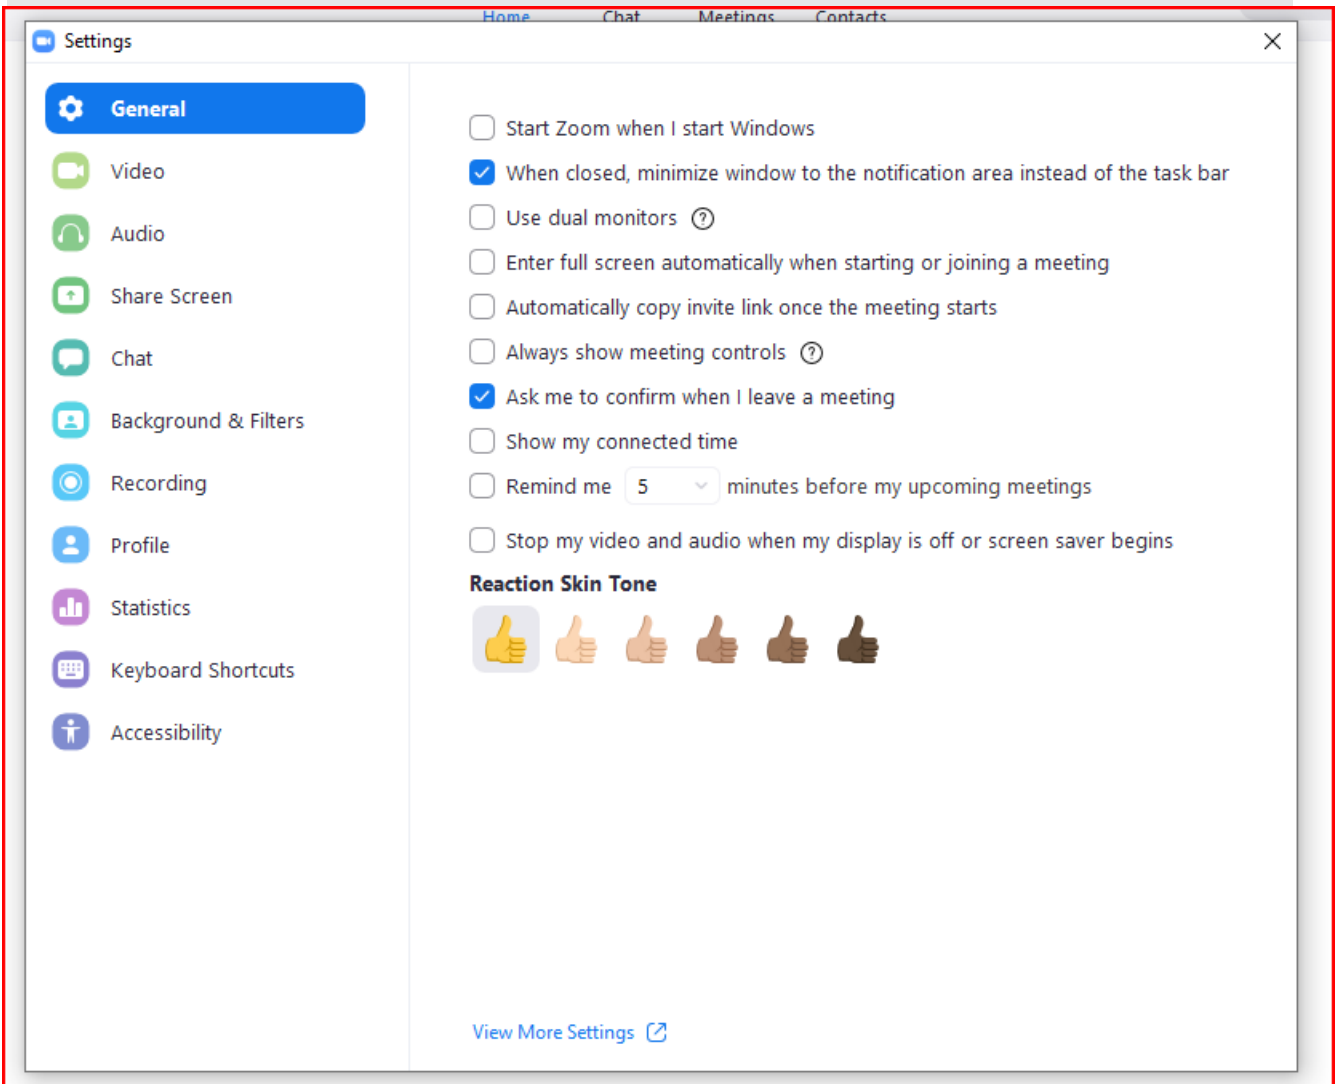 Home Chat Meetings Contacts
Settings
General
Video
Audio
Share Screen
Chat
Background & Filters
Recording
Profile
Statistics
Keyboard Shortcuts
Accessibility
Start Zoom when I start Windows
When closed, minimize window to the notification area instead of the task bar
Use dual monitors ?
Enter full screen automatically when starting or joining a meeting
Automatically copy invite link once the meeting starts
Always show meeting controls ?
Ask me to confirm when I leave a meeting
Show my connected time
Remind me 5 minutes before my upcoming meetings
Stop my video and audio when my display is off or screen saver begins
Reaction Skin Tone
View More Settings